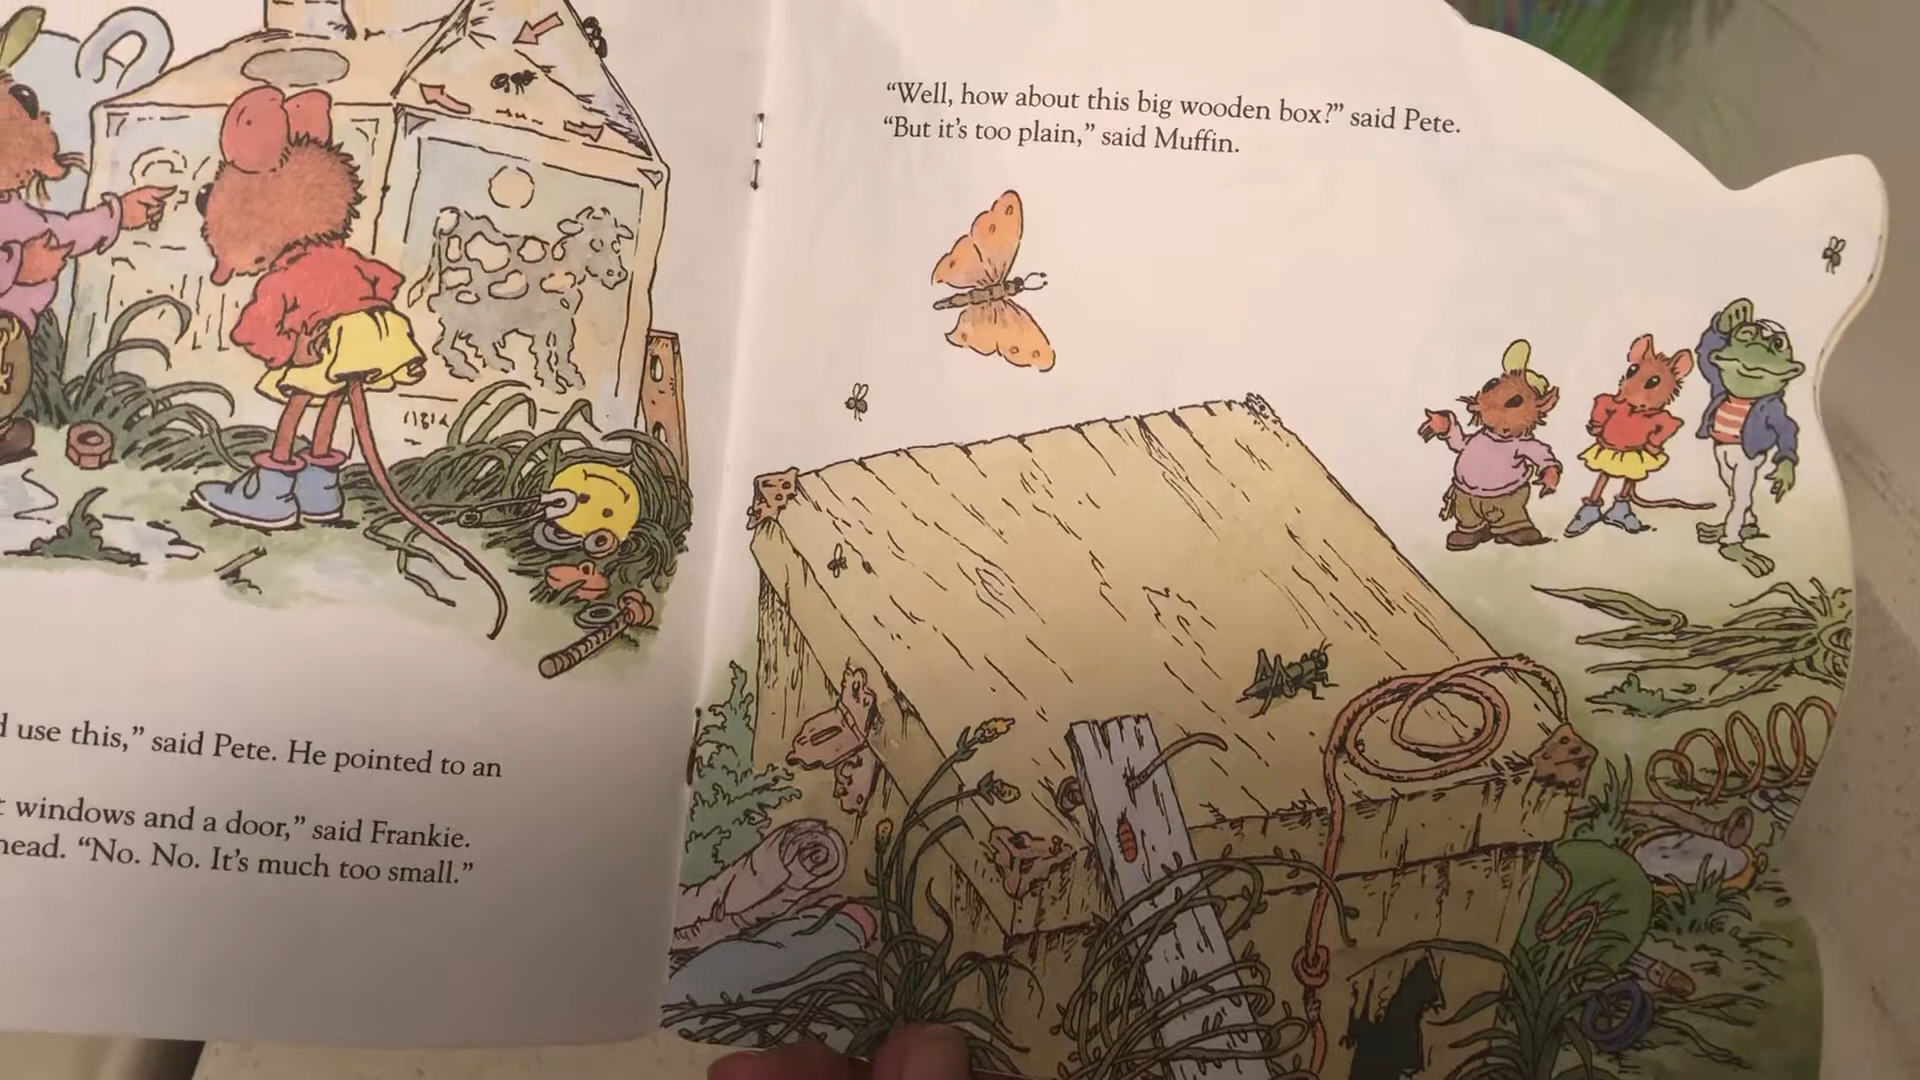 d use this,” said Pete. He pointed to an
windows and a door,” said Frankie.
head. “No. No. It’s much too small.”
“Well, how about this big wooden box?” said Pete.
“But it’s too plain,” said Muffin.